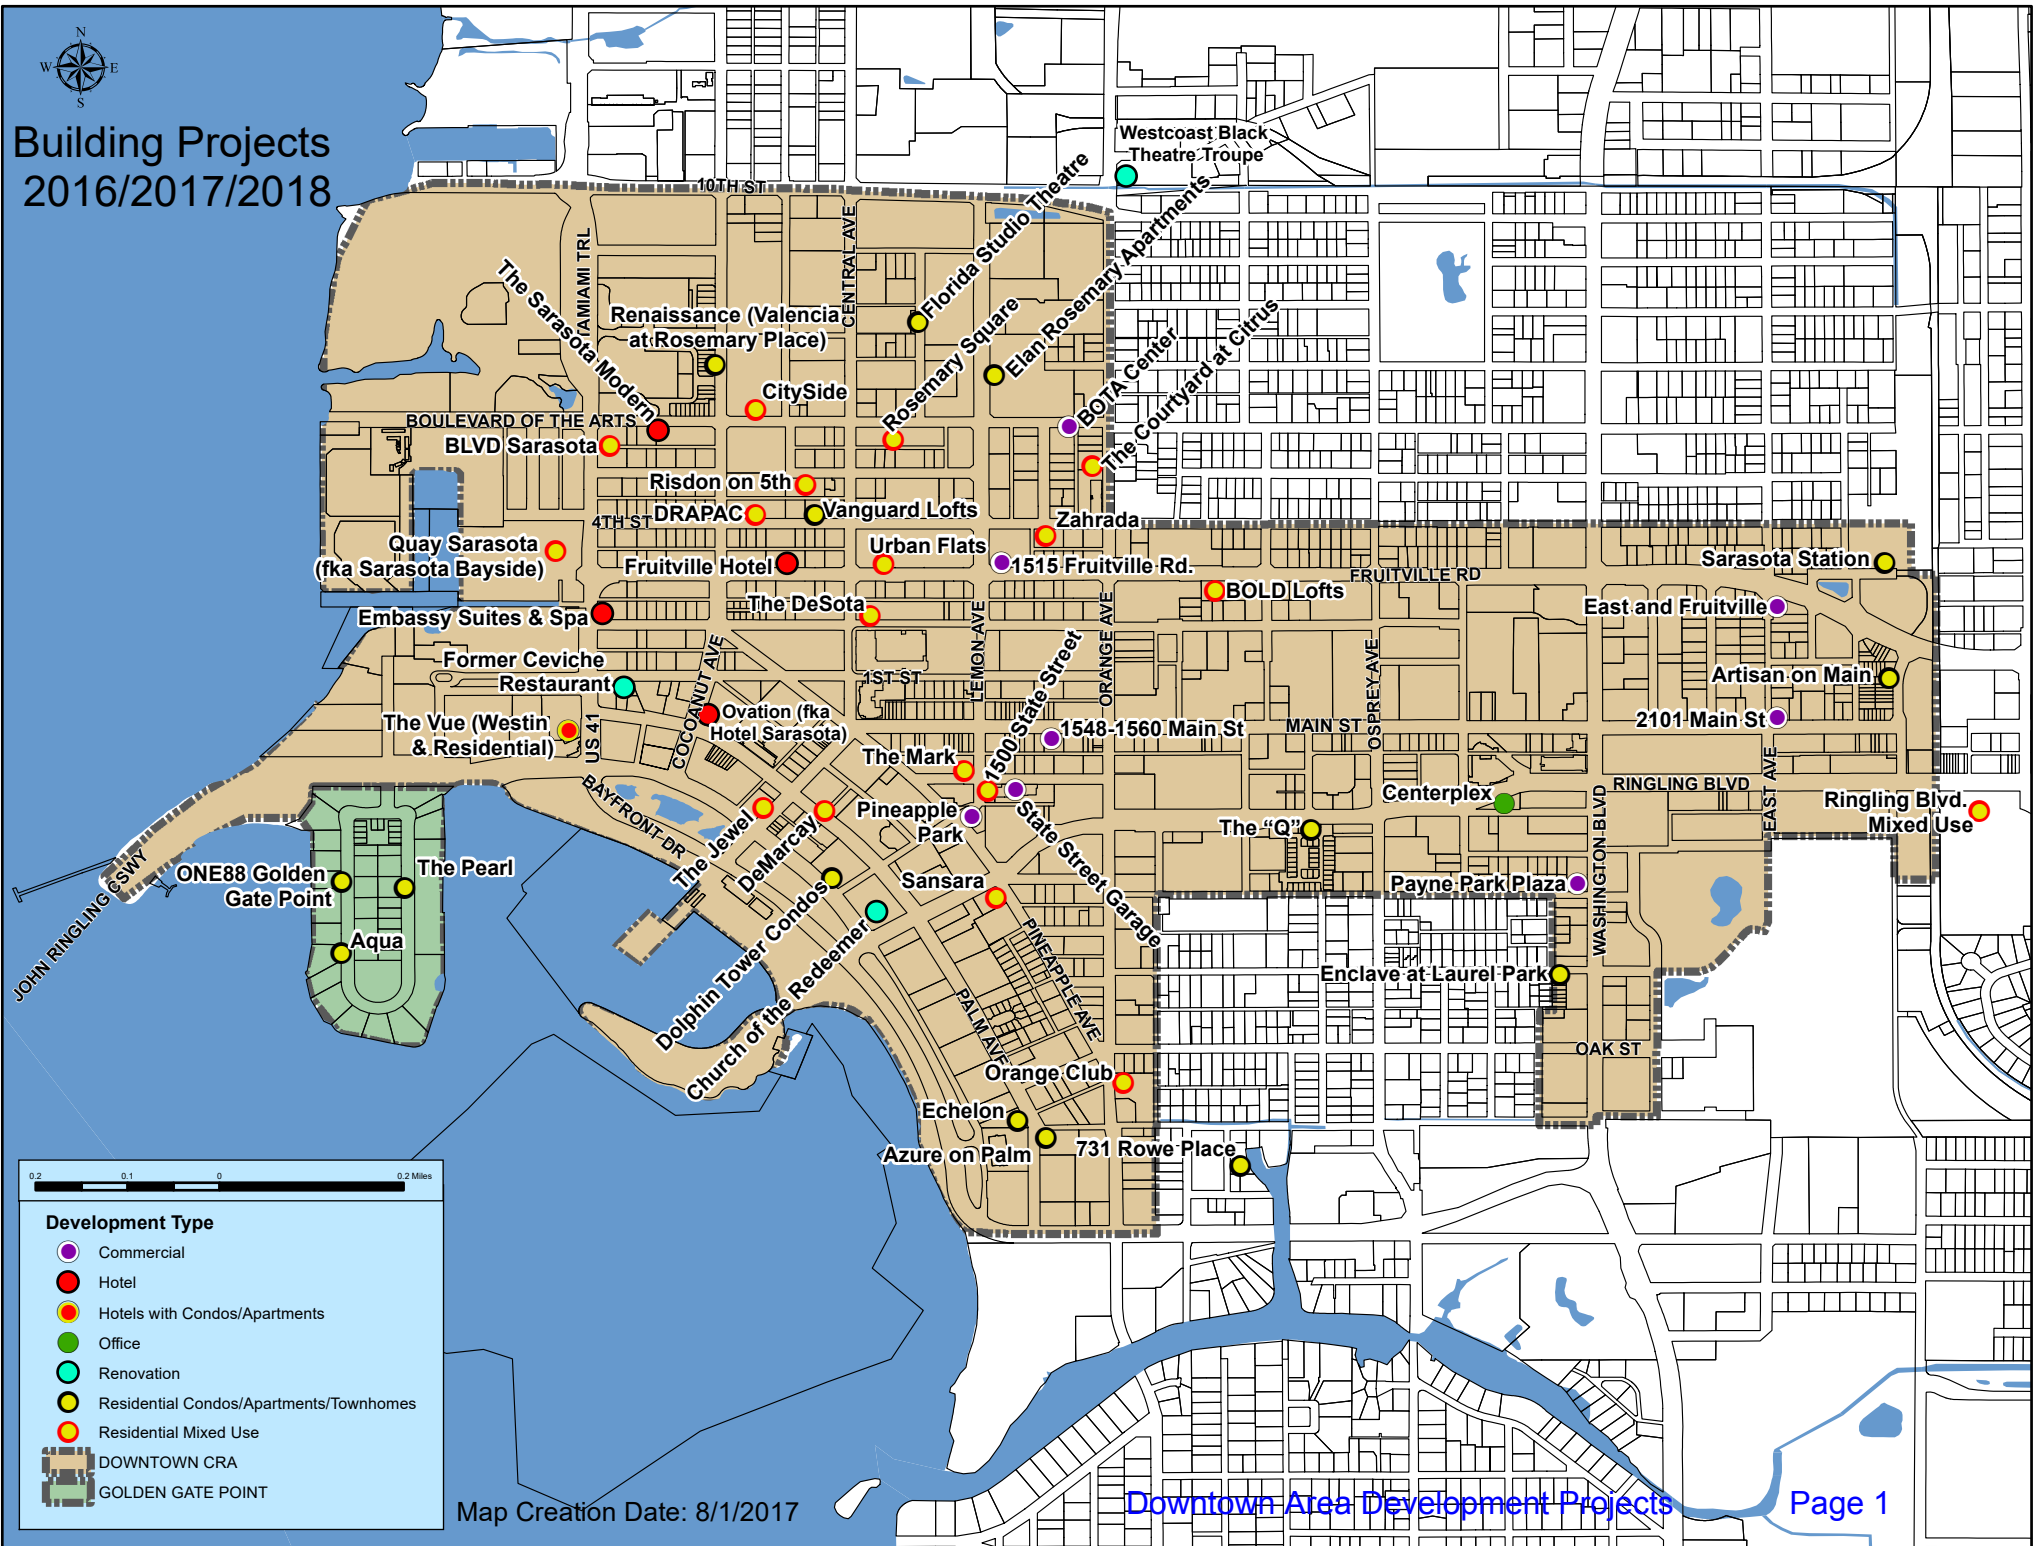 N
W E
S
Building Projects
2016/2017/2018
Westcoast Black
Theatre Troupe
10TH ST
TAMIAMI TRL
CENTRAL AVE
The Sarasota Modern
Renaissance (Valencia
at Rosemary Place)
Florida Studio Theatre
Rosemary Square
Elan Rosemary Apartments
BOTA Center
The Courtyard at Citrus
CitySide
BOULEVARD OF THE ARTS
BLVD Sarasota
Risdon on 5th
DRAPAC
4TH ST
Vanguard Lofts
Zahrada
Quay Sarasota
(fka Sarasota Bayside)
Fruitville Hotel
Urban Flats
1515 Fruitville Rd.
FRUITVILLE RD
Sarasota Station
BOLD Lofts
East and Fruitville
Embassy Suites & Spa
The DeSota
LEMON AVE
ORANGE AVE
OSPREY AVE
COCOANUT AVE
Former Ceviche
Restaurant
1ST ST
Artisan on Main
Ovation (fka
Hotel Sarasota)
The Vue (Westin
& Residential)
US 41
1500 State Street
1548-1560 Main St
MAIN ST
2101 Main St
The Mark
BAYFRONT DR
RINGLING BLVD
EAST AVE
Centerplex
WASHINGTON BLVD
Ringling Blvd.
Mixed Use
Pineapple
Park
The Jewel
DeMarcay
State Street Garage
The “Q”
ONE88 Golden
Gate Point
The Pearl
Sansara
Payne Park Plaza
JOHN RINGLING CSWY
Aqua
Dolphin Tower Condos
Church of the Redeemer
PINEAPPLE AVE
PALM AVE
Enclave at Laurel Park
OAK ST
Orange Club
Echelon
Azure on Palm
731 Rowe Place
0.2 0.1 0 0.2 Miles
Development Type
Commercial
Hotel
Hotels with Condos/Apartments
Office
Renovation
Residential Condos/Apartments/Townhomes
Residential Mixed Use
DOWNTOWN CRA
GOLDEN GATE POINT
Map Creation Date: 8/1/2017
Downtown Area Development Projects
Page 1